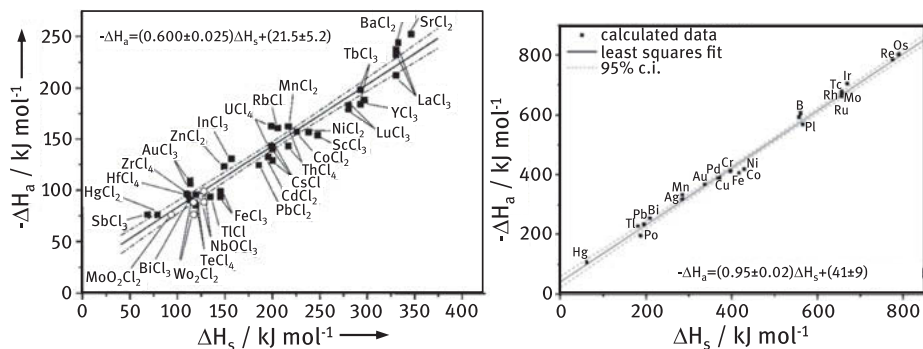 -ΔHa=(0.600±0.025)ΔHs+(21.5±5.2)
BaCl2
SrCl2
TbCl3
MnCl2
RbCl
UCl4
InCl3
ZnCl2
AuCl3
ZrCl4
HfCl4
HgCl2
SbCl3
LaCl3
YCl3
LuCl3
NiCl2
ScCl3
CoCl2
ThCl4
CsCl
CdCl2
PbCl2
FeCl3
TlCl
NbOCl3
TeCl4
Wo2Cl2
BiCl3
MoO2Cl2
-ΔHa / kJ mol-1
250
200
150
100
50
0
0 50 100 150 200 250 300 350 400
ΔHs / kJ mol-1
calculated data
least squares fit
95% c.i.
Re Os
Ir
Tc
Rh Mo
Ru
B
Pl
Cr
Pd
Au
Ni
Cu Fe Co
Mn
Ag
Pb Bi
Tl
Po
Hg
-ΔHa=(0.95±0.02)ΔHs+(41±9)
-ΔHa / kJ mol-1
800
600
400
200
0
0 200 400 600 800
ΔHs / kJ mol-1